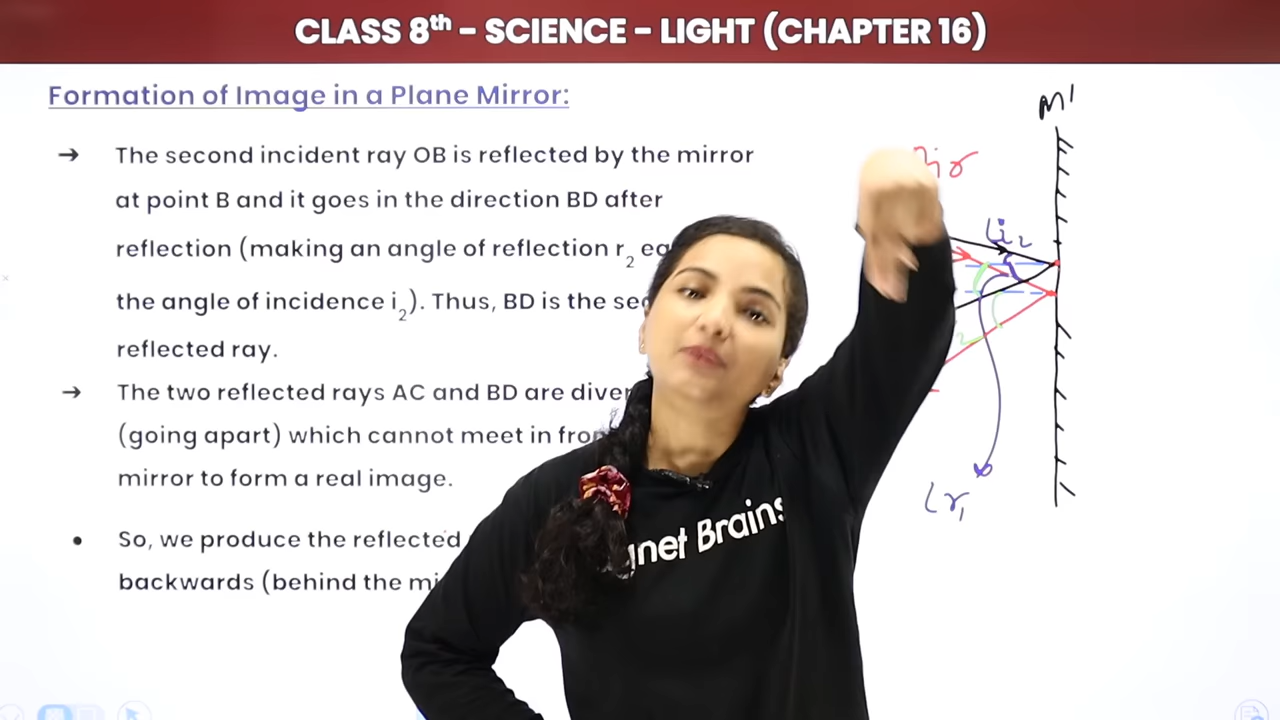 CLASS 8th - SCIENCE - LIGHT (CHAPTER 16)
Formation of Image in a Plane Mirror:
➔ The second incident ray OB is reflected by the mirror
at point B and it goes in the direction BD after
reflection (making an angle of reflection r₂
the angle of incidence i₂). Thus, BD is the
reflected ray.
➔ The two reflected rays AC and BD are
(going apart) which cannot meet in
mirror to form a real image.
• So, we produce the reflected
backwards (behind the
M'
∠i₂
∠r₁
Brains